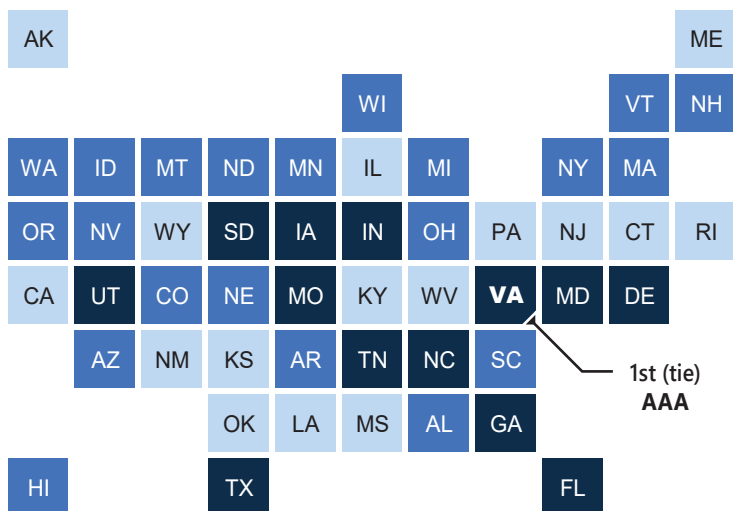 AK ME
WI VT NH
WA ID MT ND MN IL MI NY MA
OR NV WY SD IA IN OH PA NJ CT RI
CA UT CO NE MO KY WV VA MD DE
AZ NM KS AR TN NC SC
1st (tie)
AAA
OK LA MS AL GA
HI TX FL